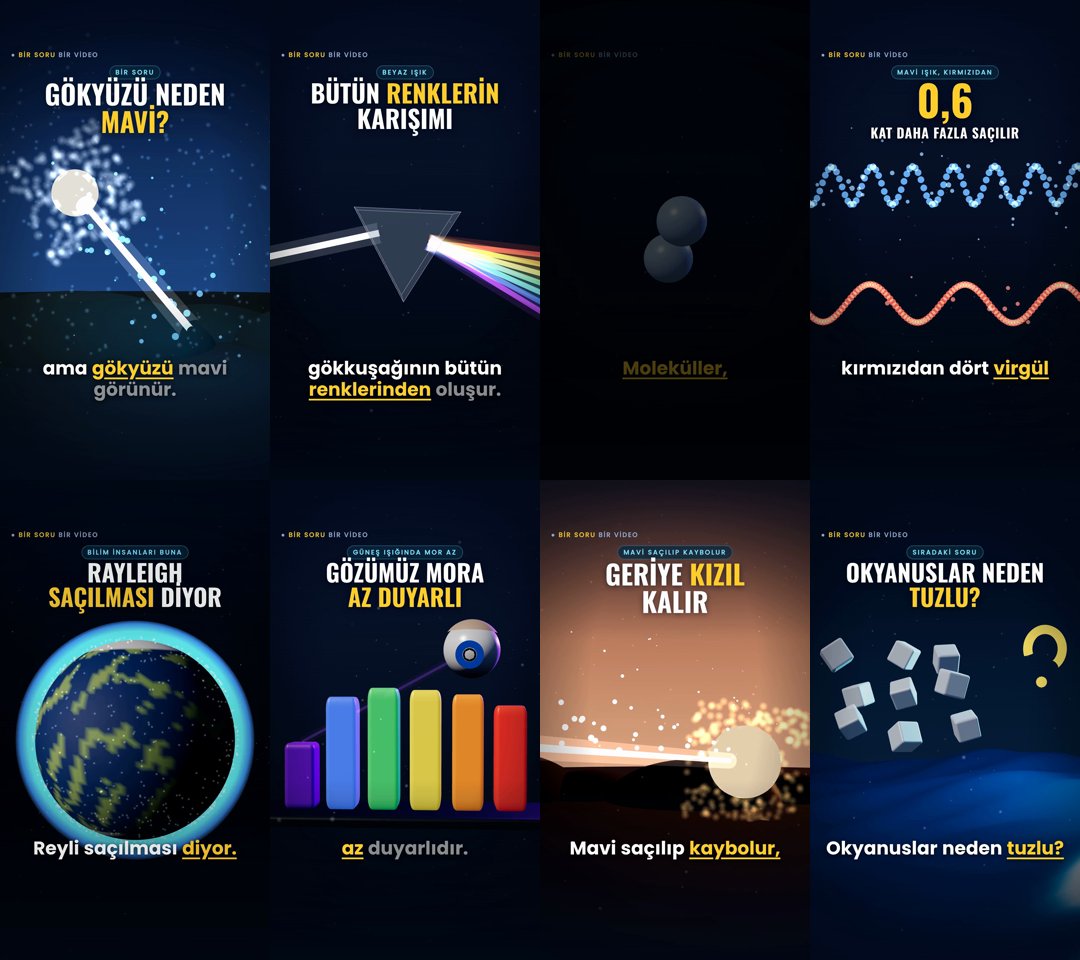 BİR SORU BİR VİDEO
BİR SORU
GÖKYÜZÜ NEDEN
MAVİ?
ama gökyüzü mavi
görünür.
BİR SORU BİR VİDEO
BEYAZ IŞIK
BÜTÜN RENKLERİN
KARIŞIMI
gökkuşağının bütün
renklerinden oluşur.
BİR SORU BİR VİDEO
Moleküller,
BİR SORU BİR VİDEO
MAVİ IŞIK, KIRMIZIDAN
0,6
KAT DAHA FAZLA SAÇILIR
kırmızıdan dört virgül
BİR SORU BİR VİDEO
BİLİM İNSANLARI BUNA
RAYLEIGH
SAÇILMASI DİYOR
Reyli saçılması diyor.
BİR SORU BİR VİDEO
GÜNEŞ IŞIĞINDA MOR AZ
GÖZÜMÜZ MORA
AZ DUYARLI
az duyarlıdır.
BİR SORU BİR VİDEO
MAVİ SAÇILIP KAYBOLUR
GERİYE KIZIL
KALIR
Mavi saçılıp kaybolur,
BİR SORU BİR VİDEO
SIRADAKİ SORU
OKYANUSLAR NEDEN
TUZLU?
Okyanuslar neden tuzlu?